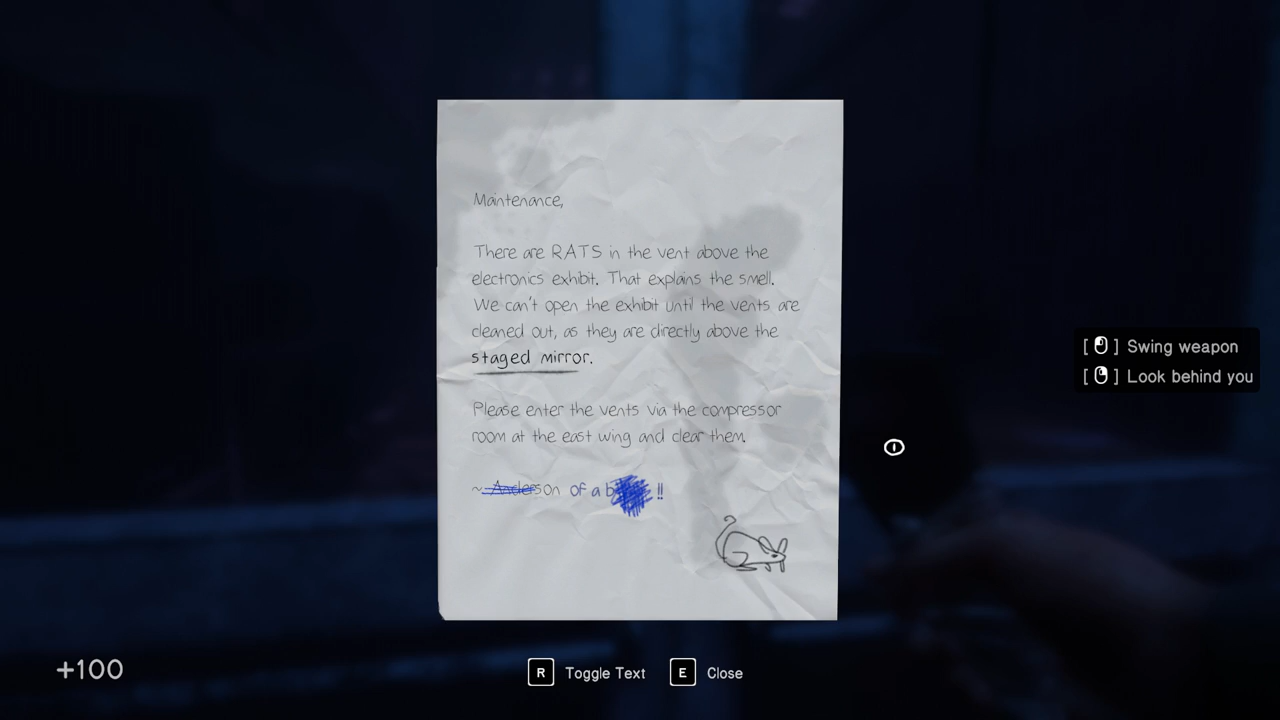 Maintenance,
There are RATS in the vent above the
electronics exhibit. That explains the smell.
We can't open the exhibit until the vents are
cleaned out, as they are directly above the
staged mirror.
Please enter the vents via the compressor
room at the east wing and clear them.
~ Anderson of a b !!
[ ] Swing weapon
[ ] Look behind you
+100
R Toggle Text E Close